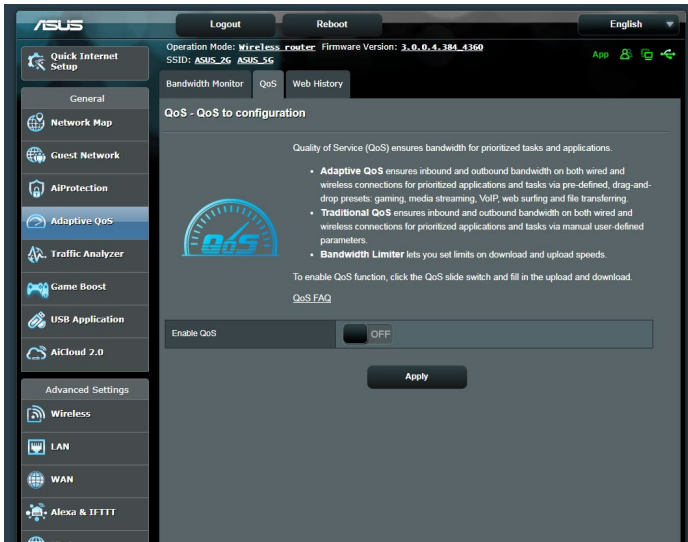 ASUS
Logout
Reboot
English
Quick Internet
Setup
Operation Mode: Wireless router Firmware Version: 3.0.0.4.384_4360
SSID: ASUS_2G ASUS_5G
App
Bandwidth Monitor
QoS
Web History
General
Network Map
Guest Network
AiProtection
Adaptive QoS
Traffic Analyzer
Game Boost
USB Application
AiCloud 2.0
Advanced Settings
Wireless
LAN
WAN
Alexa & IFTTT
QoS - QoS to configuration
Quality of Service (QoS) ensures bandwidth for prioritized tasks and applications.
• Adaptive QoS ensures inbound and outbound bandwidth on both wired and
wireless connections for prioritized applications and tasks via pre-defined, drag-and-
drop presets: gaming, media streaming, VoIP, web surfing and file transferring.
• Traditional QoS ensures inbound and outbound bandwidth on both wired and
wireless connections for prioritized applications and tasks via manual user-defined
parameters.
• Bandwidth Limiter lets you set limits on download and upload speeds.
QoS
To enable QoS function, click the QoS slide switch and fill in the upload and download.
QoS FAQ
Enable QoS
OFF
Apply